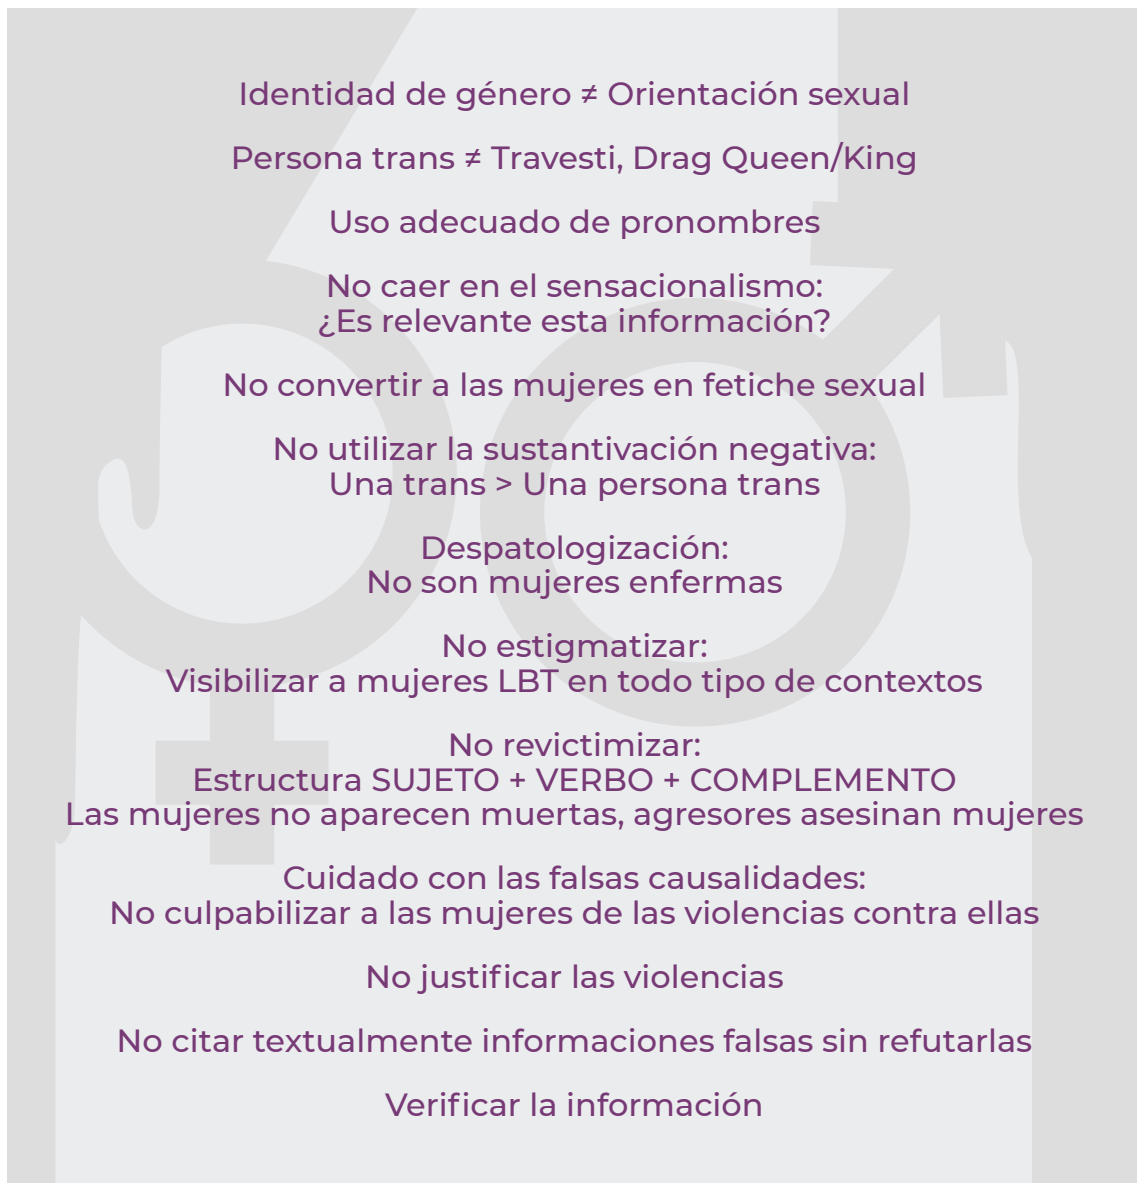 Identidad de género ≠ Orientación sexual
Persona trans ≠ Travesti, Drag Queen/King
Uso adecuado de pronombres
No caer en el sensacionalismo:
¿Es relevante esta información?
No convertir a las mujeres en fetiche sexual
No utilizar la sustantivación negativa:
Una trans > Una persona trans
Despatologización:
No son mujeres enfermas
No estigmatizar:
Visibilizar a mujeres LBT en todo tipo de contextos
No revictimizar:
Estructura SUJETO + VERBO + COMPLEMENTO
Las mujeres no aparecen muertas, agresores asesinan mujeres
Cuidado con las falsas causalidades:
No culpabilizar a las mujeres de las violencias contra ellas
No justificar las violencias
No citar textualmente informaciones falsas sin refutarlas
Verificar la información